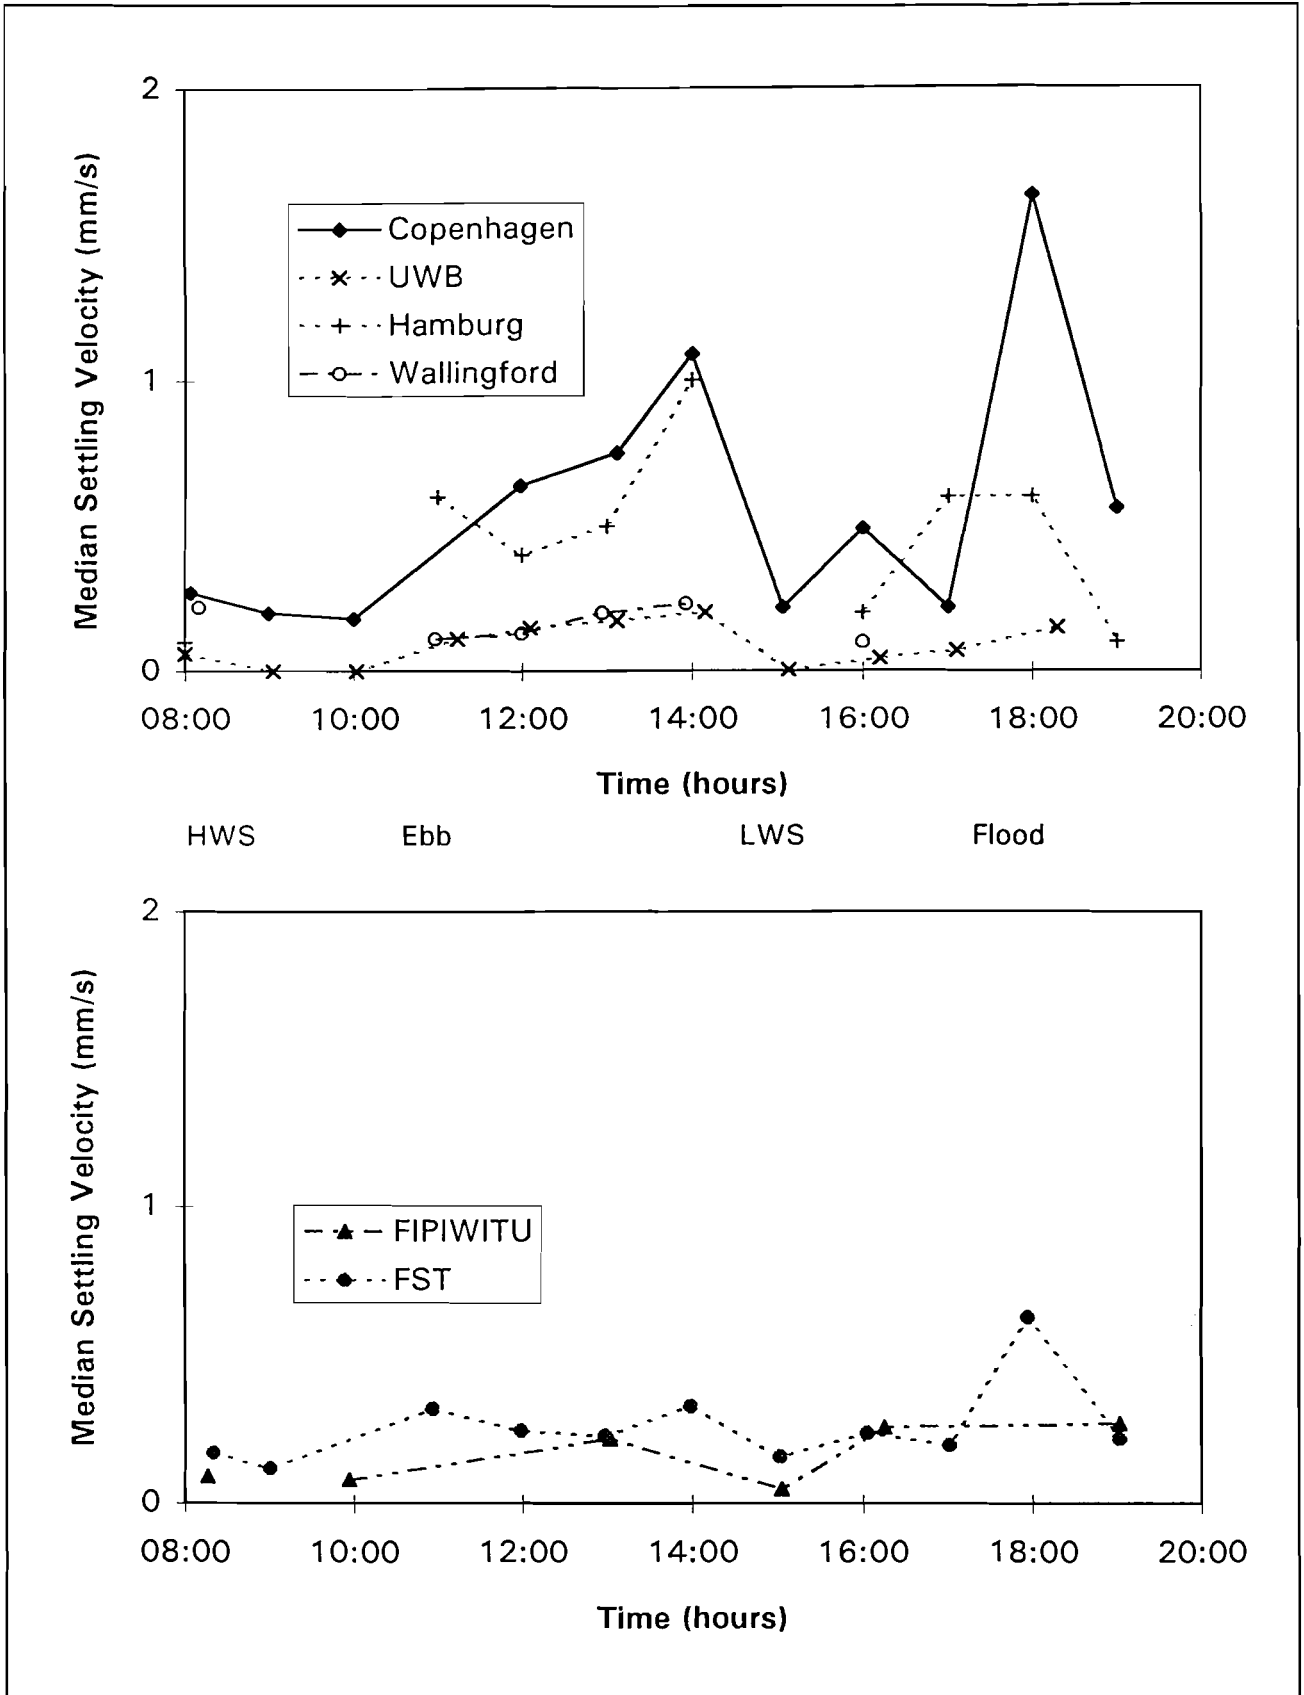 2
Median Settling Velocity (mm/s)
Copenhagen
UWB
Hamburg
Wallingford
1
0
08:00 10:00 12:00 14:00 16:00 18:00 20:00
Time (hours)
HWS Ebb LWS Flood
2
Median Settling Velocity (mm/s)
1
FIPIWITU
FST
0
08:00 10:00 12:00 14:00 16:00 18:00 20:00
Time (hours)